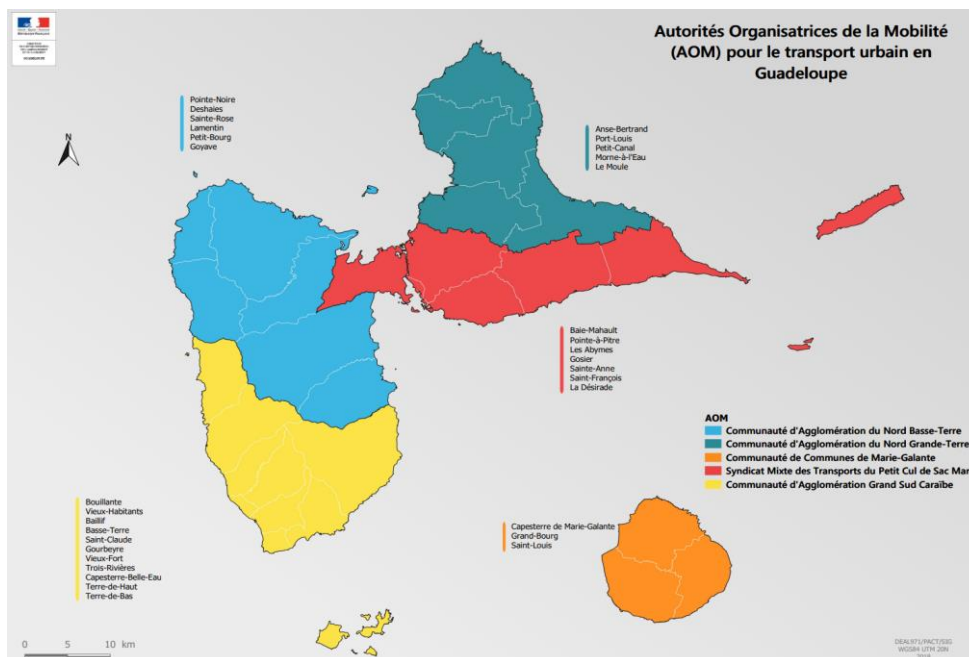 Autorités Organisatrices de la Mobilité
(AOM) pour le transport urbain en
Guadeloupe
Pointe-Noire
Deshaies
Sainte-Rose
Lamentin
Petit-Bourg
Goyave
Anse-Bertrand
Port-Louis
Petit-Canal
Morne-à-l'Eau
Le Moule
N
Baie-Mahault
Pointe-à-Pitre
Les Abymes
Gosier
Sainte-Anne
Saint-François
La Désirade
AOM
Communauté d'Agglomération du Nord Basse-Terre
Communauté d'Agglomération du Nord Grande-Terre
Communauté de Communes de Marie-Galante
Syndicat Mixte des Transports du Petit Cul de Sac Mar
Communauté d'Agglomération Grand Sud Caraïbe
Bouillante
Vieux-Habitants
Baillif
Basse-Terre
Saint-Claude
Gourbeyre
Vieux-Fort
Trois-Rivières
Capesterre-Belle-Eau
Terre-de-Haut
Terre-de-Bas
Capesterre de Marie-Galante
Grand-Bourg
Saint-Louis
0 5 10 km
DEAL971/PACT/SIG
WGS84 UTM 20N